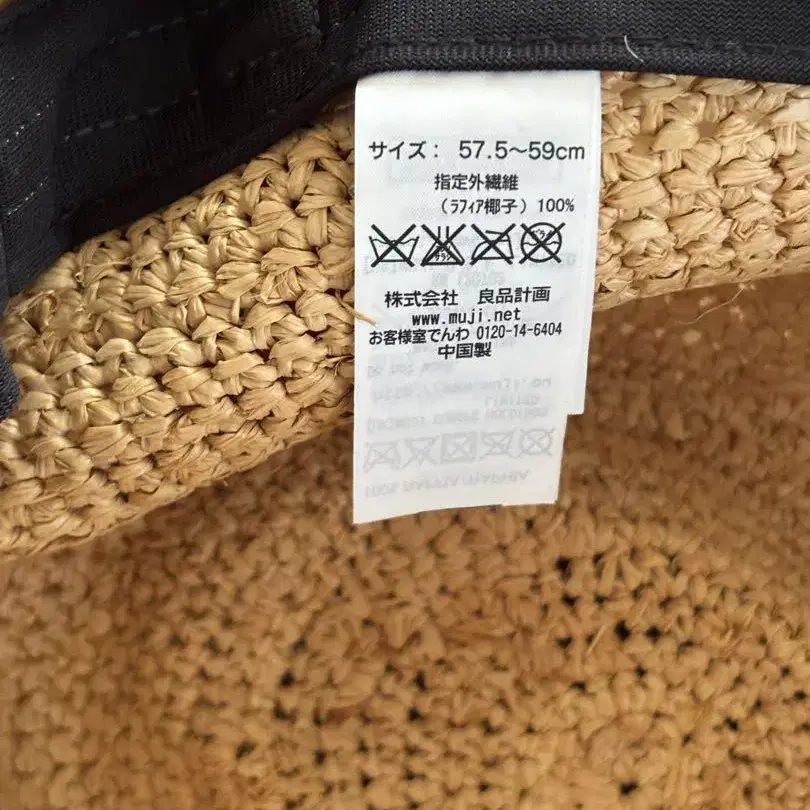 サイズ： 57.5～59cm
指定外繊維
（ラフィア椰子）100%
株式会社 良品計画
www.muji.net
お客様室でんわ 0120-14-6404
中国製